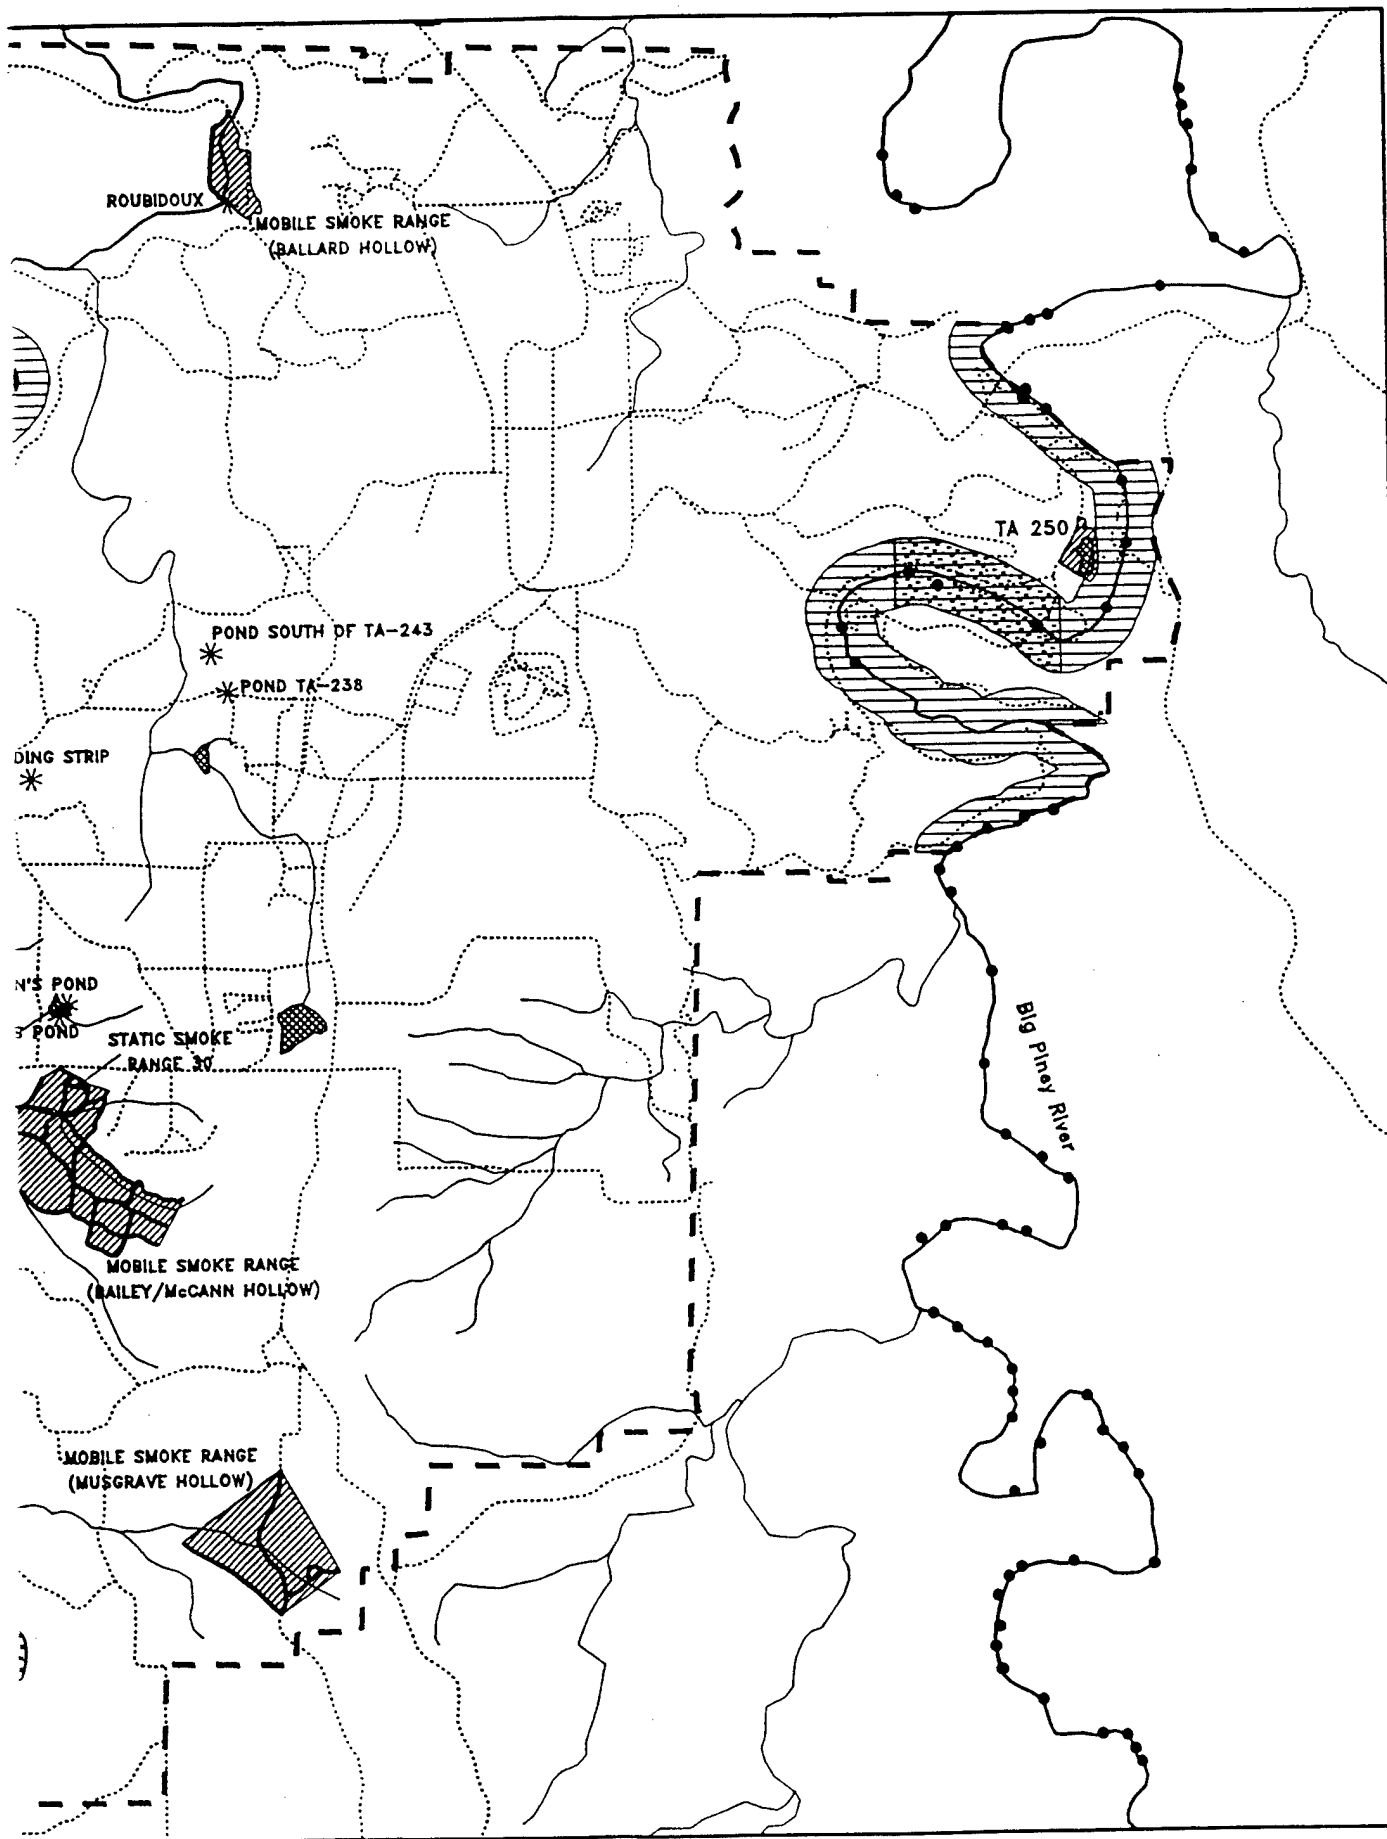 ROUBIDOUX
MOBILE SMOKE RANGE
(BALLARD HOLLOW)
TA 250
POND SOUTH OF TA-243
POND TA-238
DING STRIP
N'S POND
S POND
STATIC SMOKE
RANGE 30
Big Piney River
MOBILE SMOKE RANGE
(BAILEY/McCANN HOLLOW)
MOBILE SMOKE RANGE
(MUSGRAVE HOLLOW)